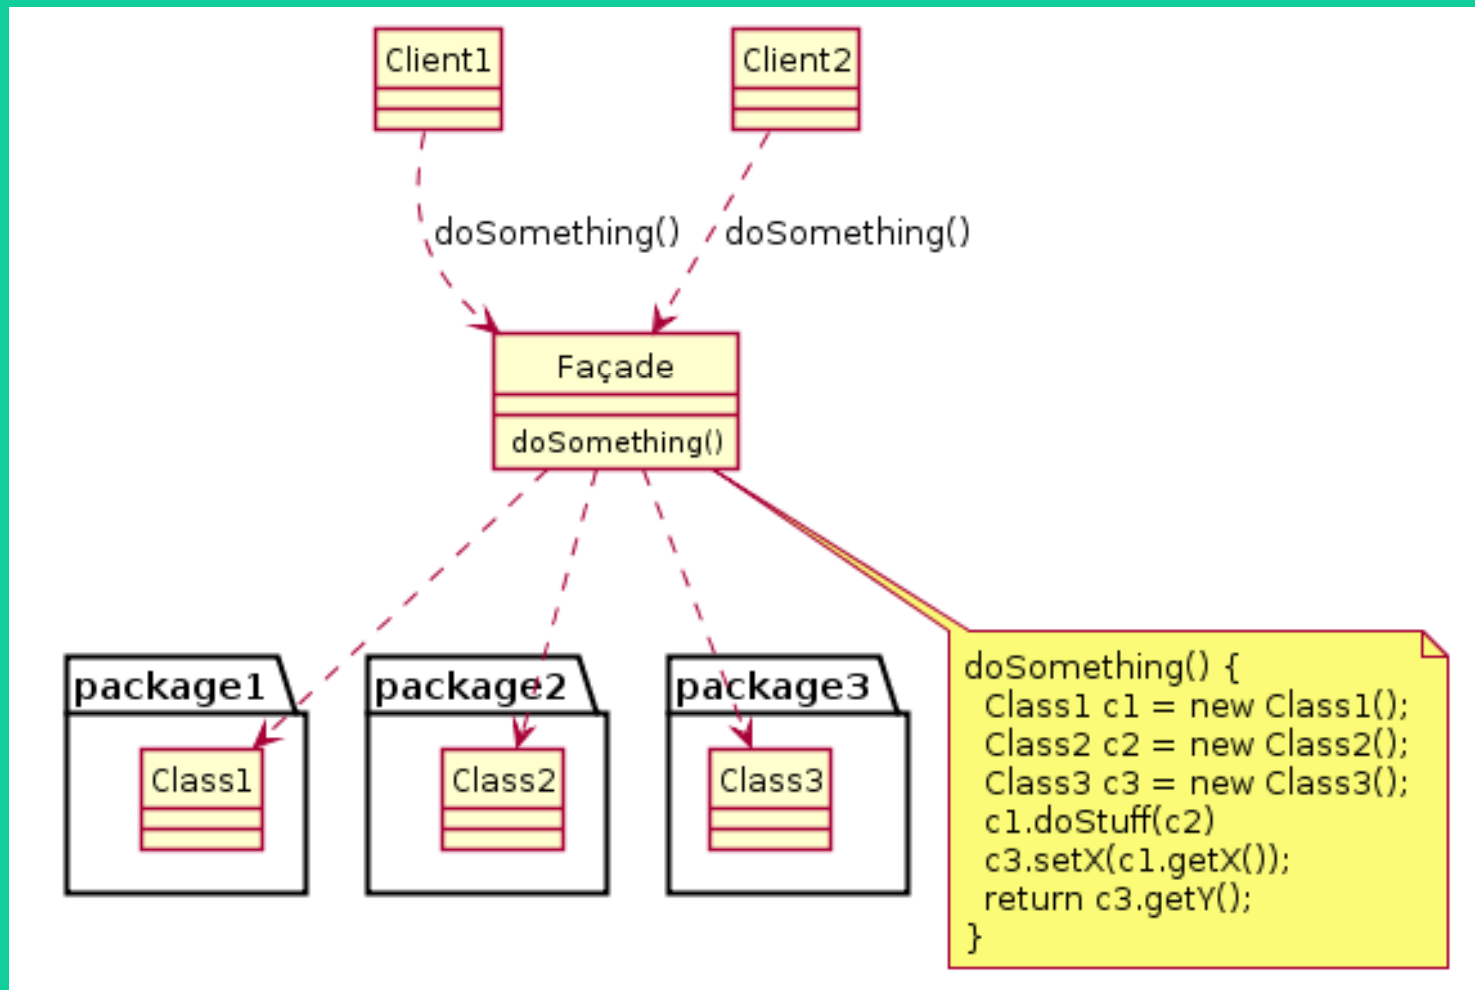 Client1
Client2
doSomething()
doSomething()
Façade
doSomething()
package1
package2
package3
Class1
Class2
Class3
doSomething() {
Class1 c1 = new Class1();
Class2 c2 = new Class2();
Class3 c3 = new Class3();
c1.doStuff(c2)
c3.setX(c1.getX());
return c3.getY();
}